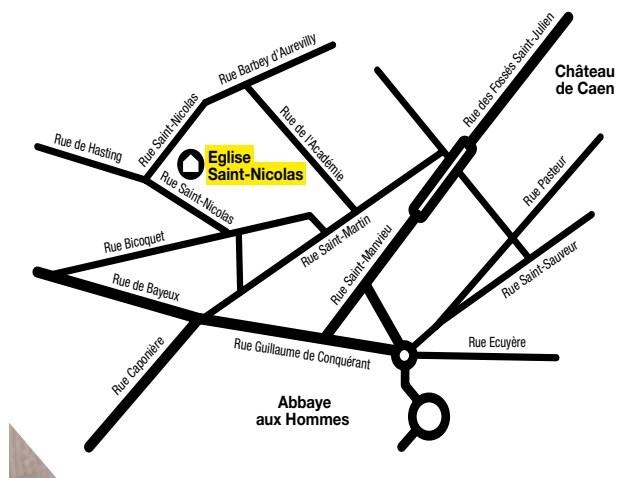 Rue Barbey d'Aurevilly
Rue des Fossés Saint-Julien
Château
de Caen
Rue Saint-Nicolas
Rue de l'Académie
Rue de Hasting
Eglise
Saint-Nicolas
Rue Saint-Nicolas
Rue Pasteur
Rue Bicoquet
Rue Saint-Martin
Rue Saint-Manvieu
Rue Saint-Sauveur
Rue de Bayeux
Rue Caponière
Rue Guillaume de Conquérant
Rue Ecuyère
Abbaye
aux Hommes